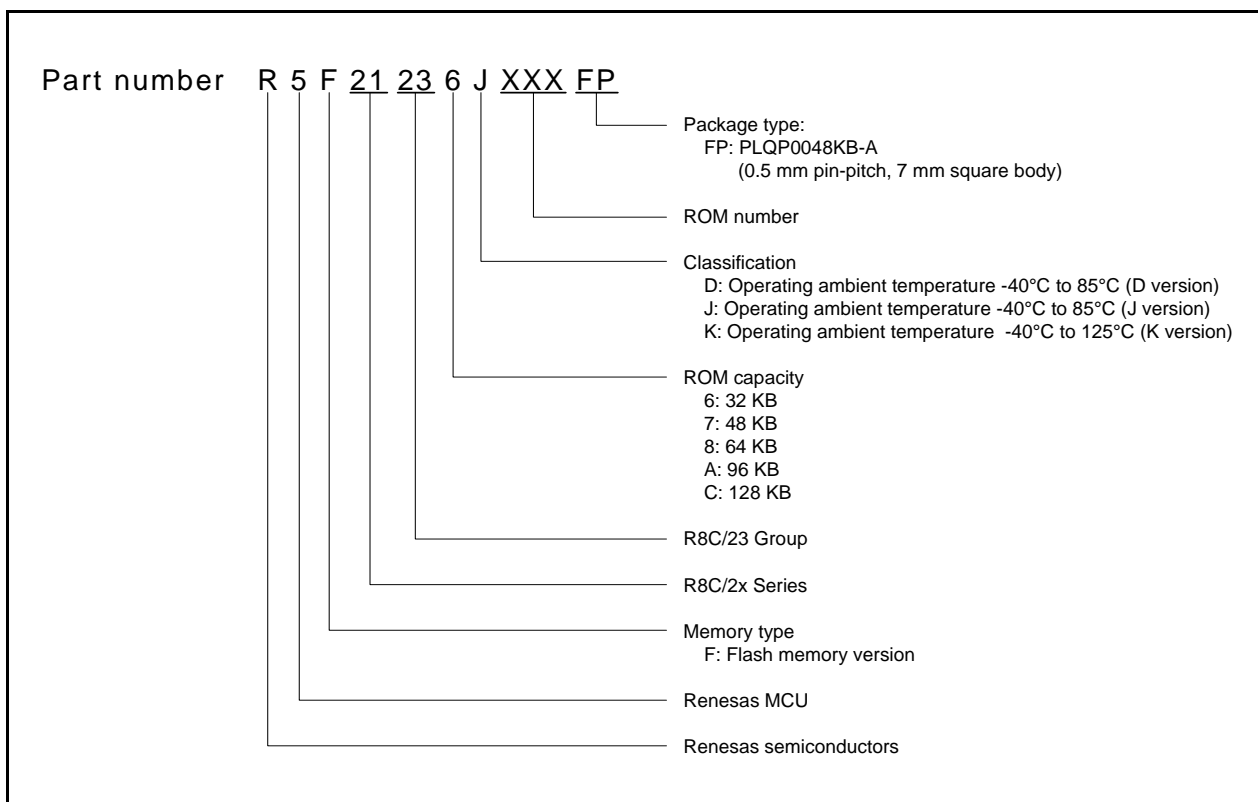 Part number R 5 F 21 23 6 J XXX FP
Package type:
FP: PLQP0048KB-A
(0.5 mm pin-pitch, 7 mm square body)
ROM number
Classification
D: Operating ambient temperature -40°C to 85°C (D version)
J: Operating ambient temperature -40°C to 85°C (J version)
K: Operating ambient temperature -40°C to 125°C (K version)
ROM capacity
6: 32 KB
7: 48 KB
8: 64 KB
A: 96 KB
C: 128 KB
R8C/23 Group
R8C/2x Series
Memory type
F: Flash memory version
Renesas MCU
Renesas semiconductors